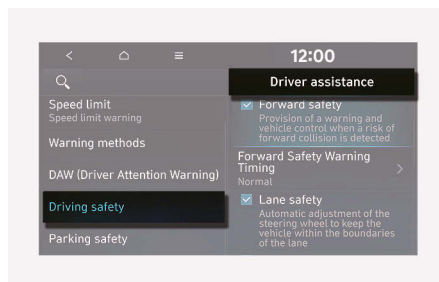 12:00
Driver assistance
Speed limit
Speed limit warning
Warning methods
DAW (Driver Attention Warning)
Driving safety
Parking safety
Forward safety
Provision of a warning and
vehicle control when a risk of
forward collision is detected
Forward Safety Warning
Timing
Normal
Lane safety
Automatic adjustment of the
steering wheel to keep the
vehicle within the boundaries
of the lane